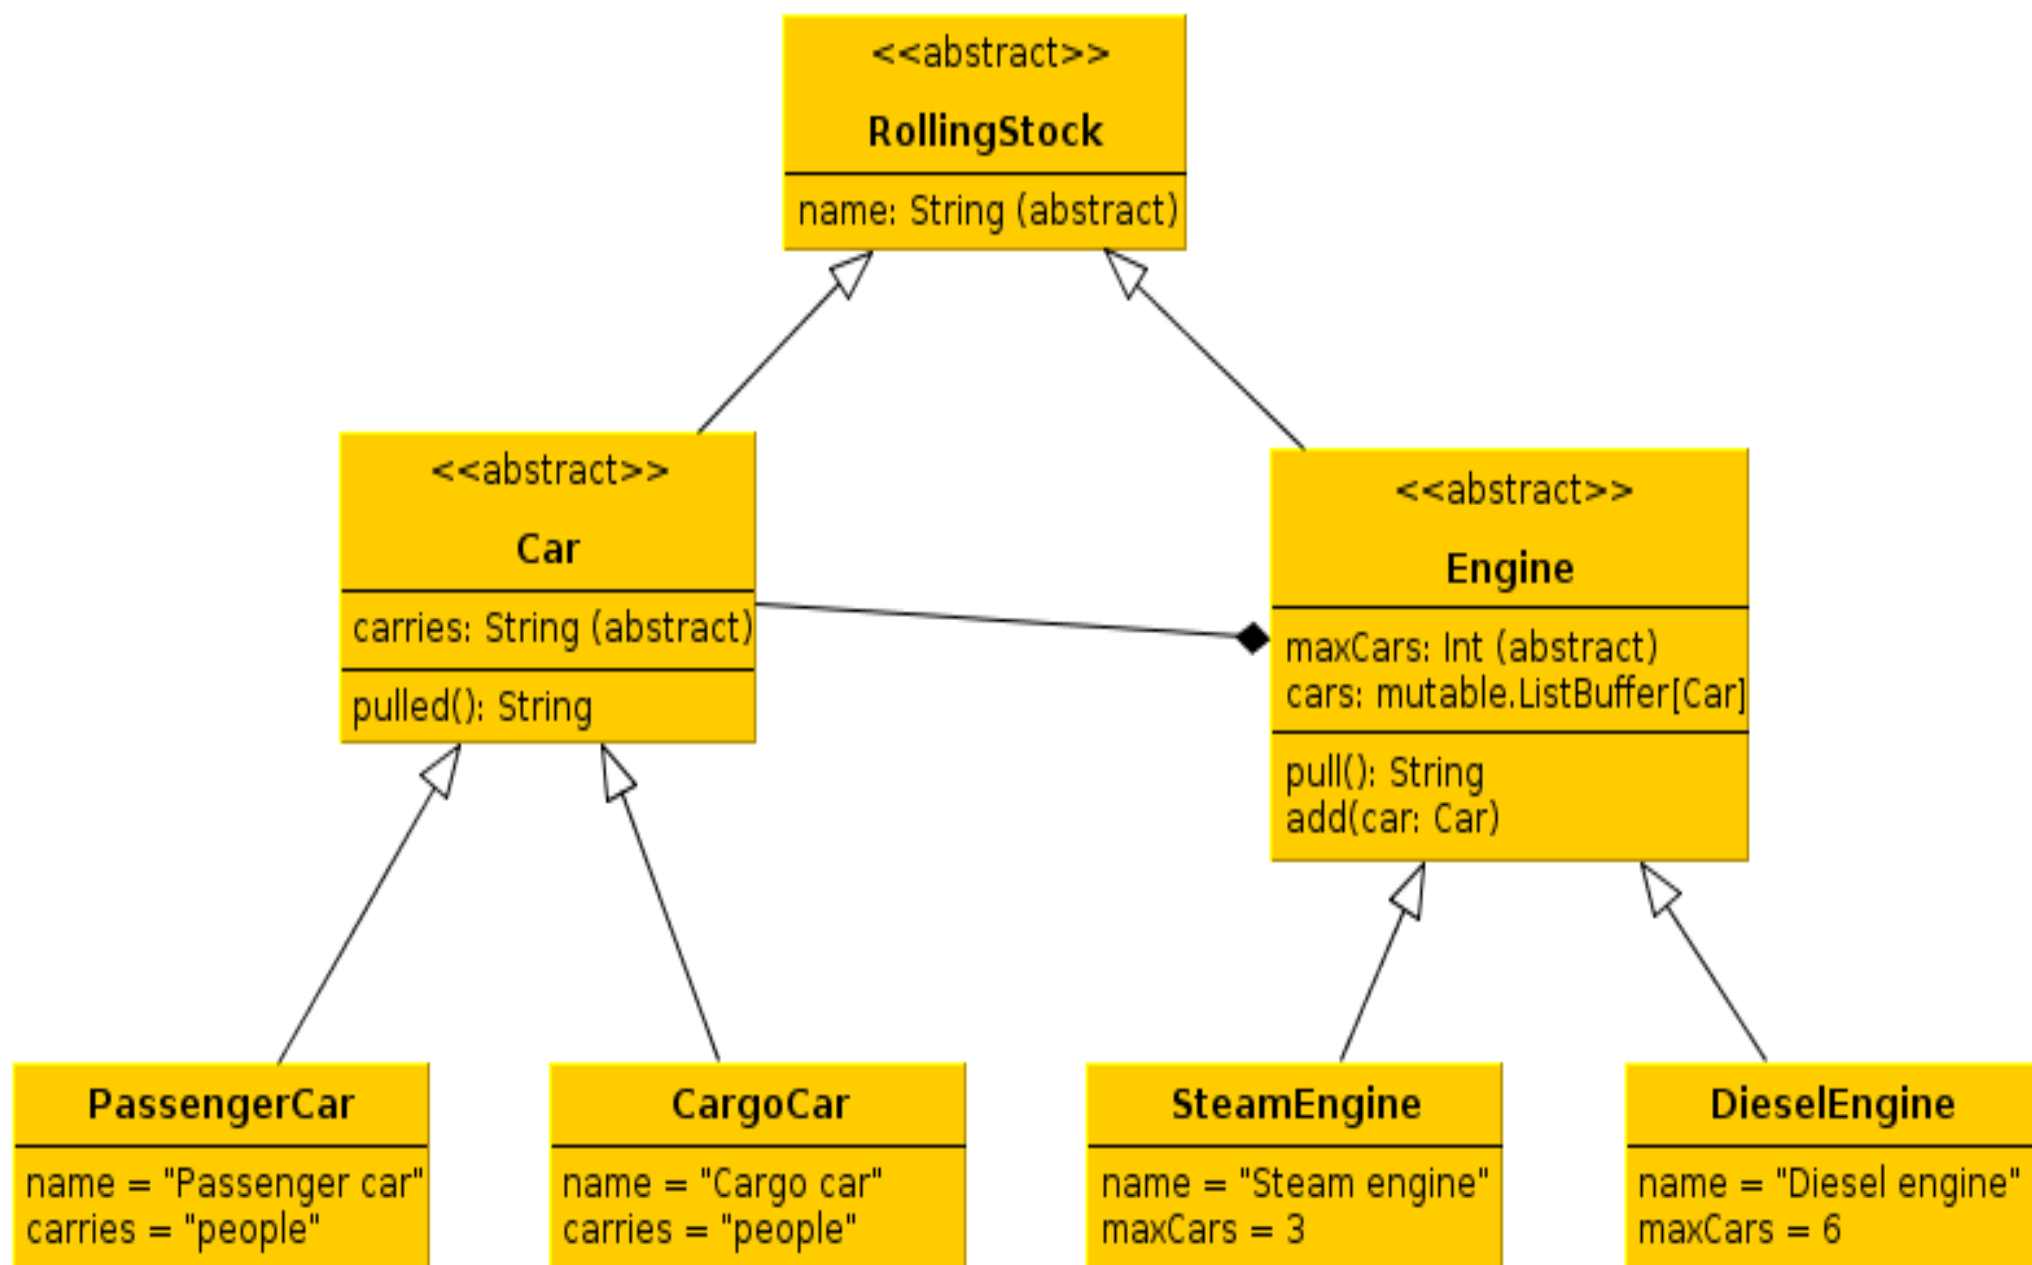 <<abstract>>
RollingStock
name: String (abstract)
<<abstract>>
Car
carries: String (abstract)
pulled(): String
<<abstract>>
Engine
maxCars: Int (abstract)
cars: mutable.ListBuffer[Car]
pull(): String
add(car: Car)
PassengerCar
name = "Passenger car"
carries = "people"
CargoCar
name = "Cargo car"
carries = "people"
SteamEngine
name = "Steam engine"
maxCars = 3
DieselEngine
name = "Diesel engine"
maxCars = 6